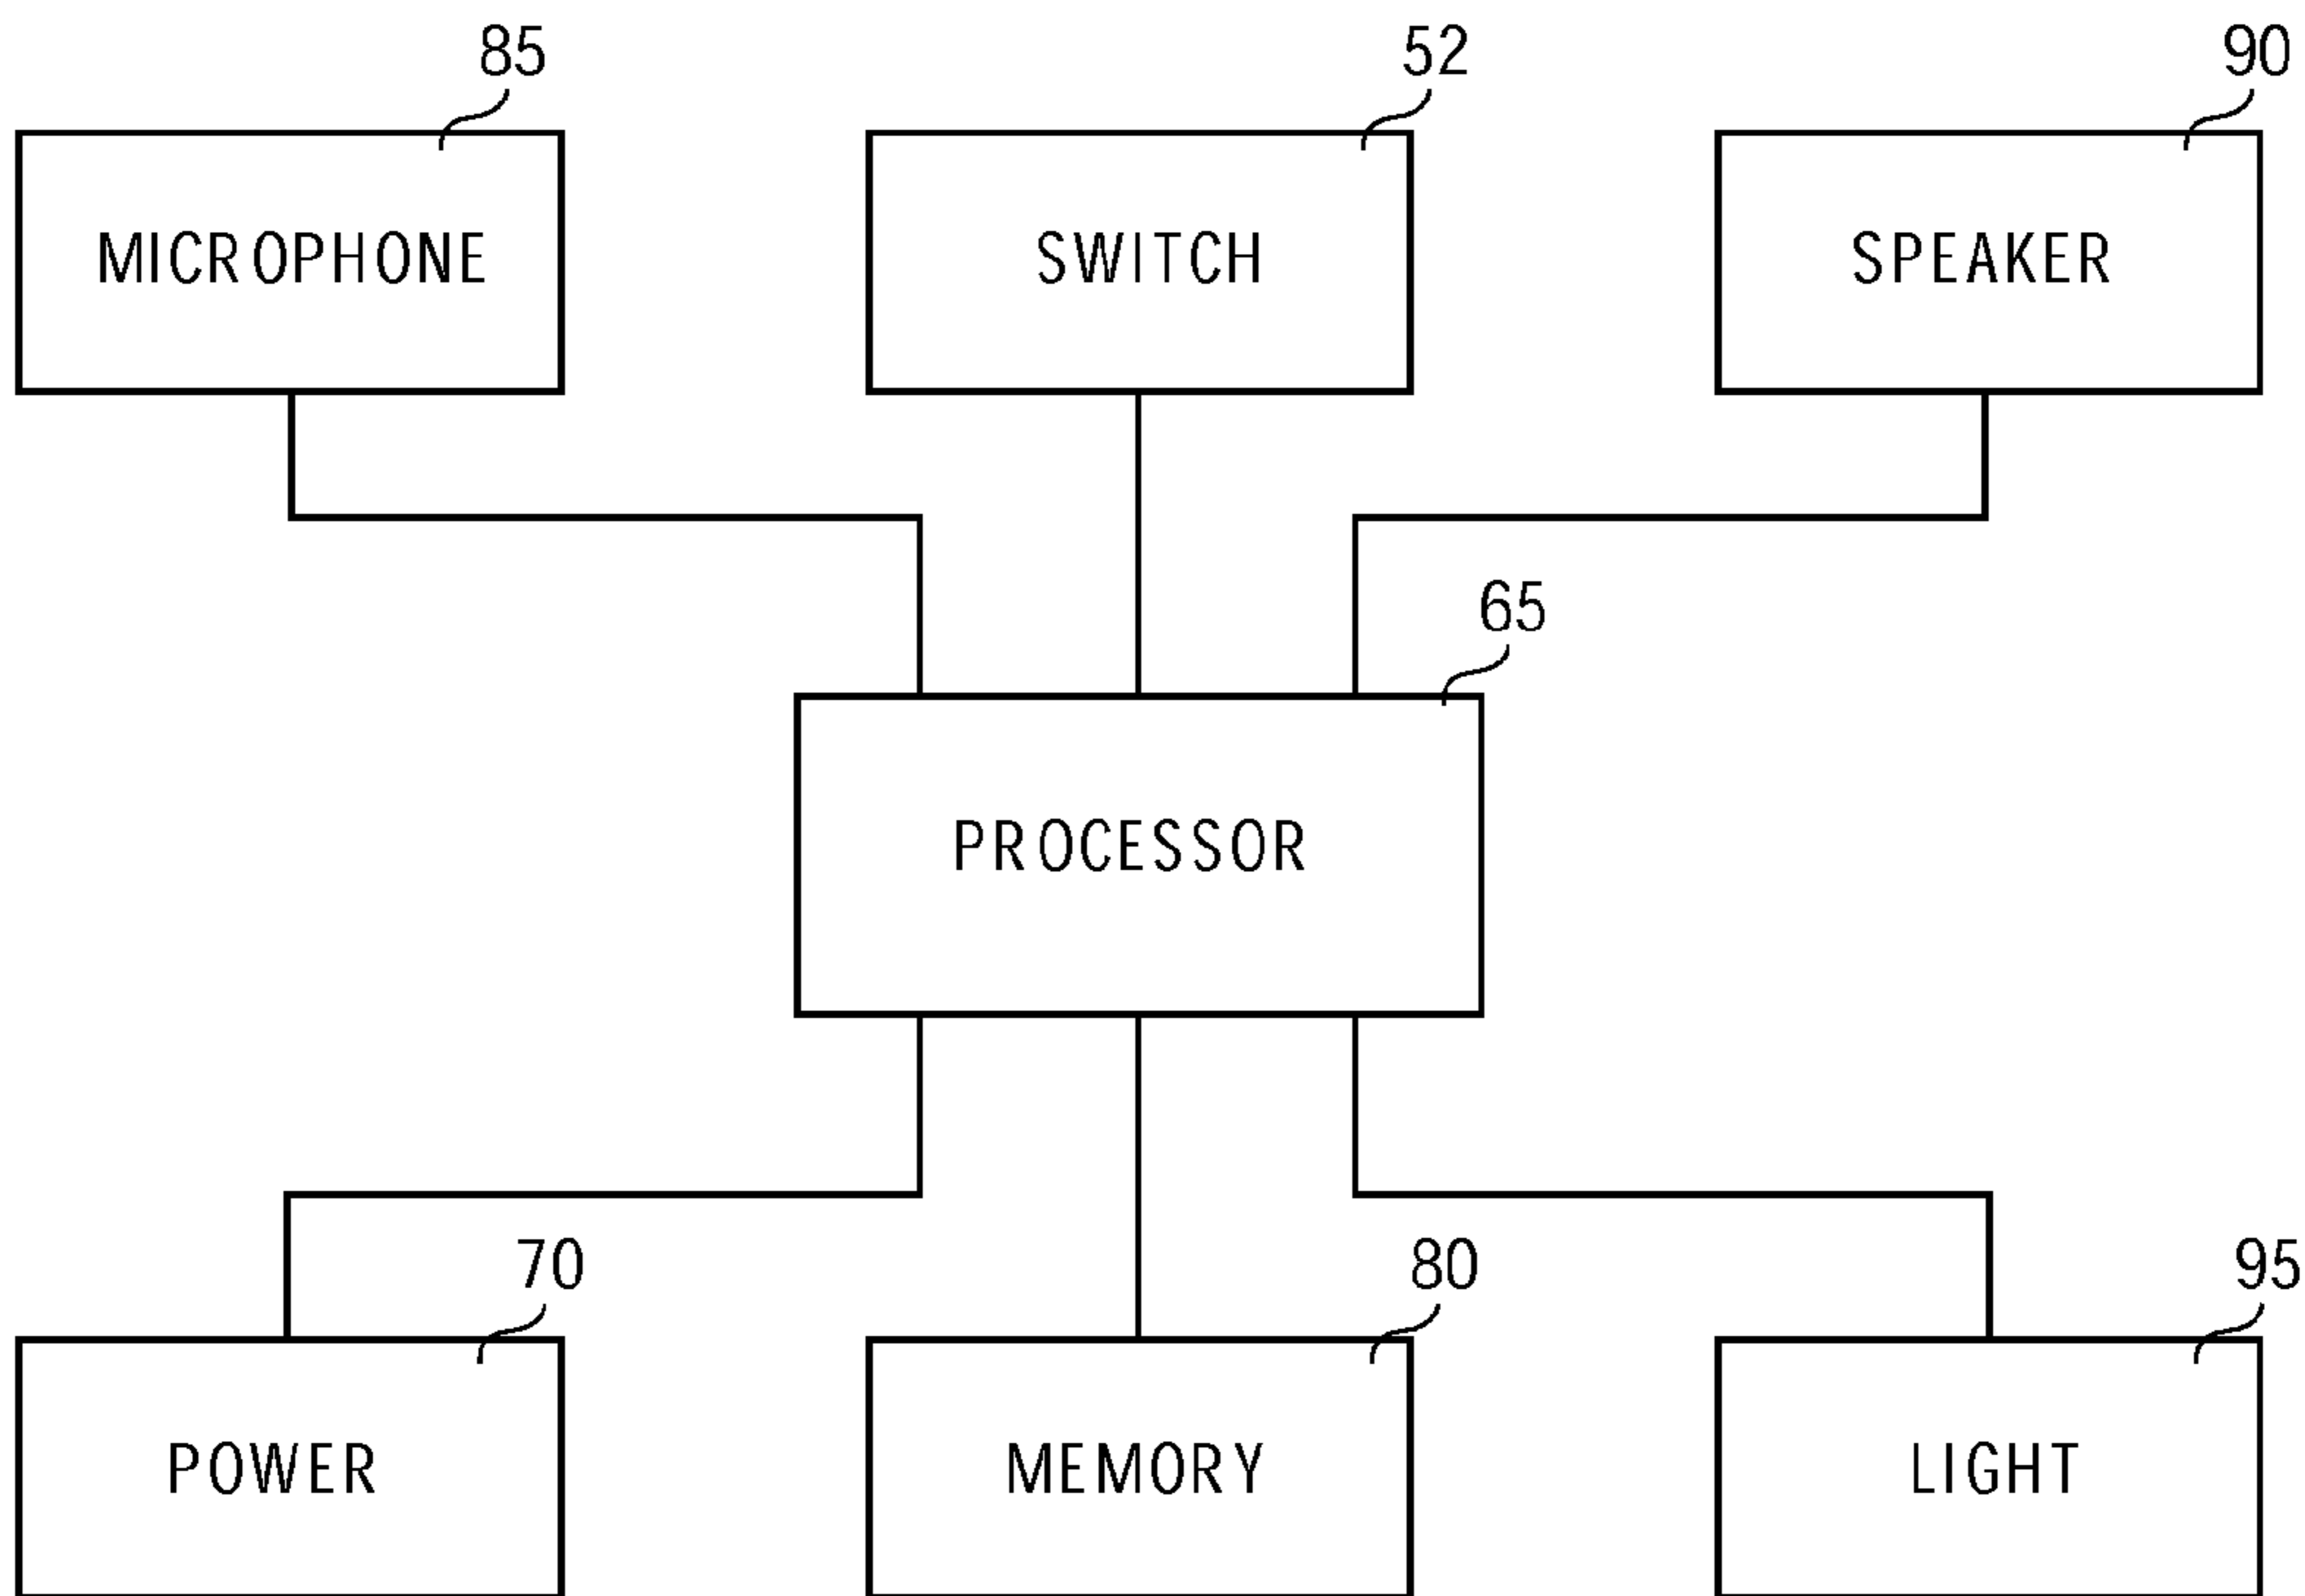 85
52
90
MICROPHONE
SWITCH
SPEAKER
65
PROCESSOR
70
80
95
POWER
MEMORY
LIGHT